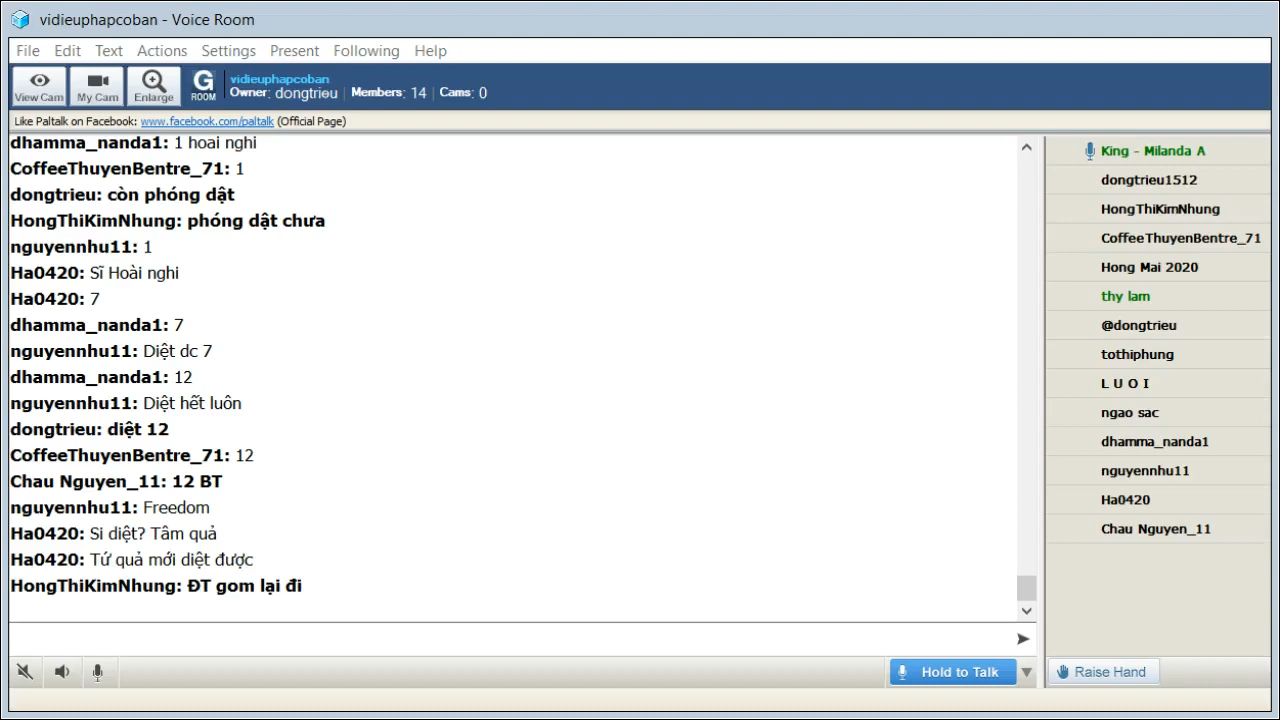 vidieuphapcoban - Voice Room
File Edit Text Actions Settings Present Following Help
View Cam My Cam Enlarge G ROOM
vidieuphapcoban
Owner: dongtrieu | Members: 14 | Cams: 0
Like Paltalk on Facebook: www.facebook.com/paltalk (Official Page)
dhamma_nanda1: 1 hoai nghi
CoffeeThuyenBentre_71: 1
dongtrieu: còn phóng dật
HongThiKimNhung: phóng dật chưa
nguyennhu11: 1
Ha0420: Sĩ Hoài nghi
Ha0420: 7
dhamma_nanda1: 7
nguyennhu11: Diệt dc 7
dhamma_nanda1: 12
nguyennhu11: Diệt hết luôn
dongtrieu: diệt 12
CoffeeThuyenBentre_71: 12
Chau Nguyen_11: 12 BT
nguyennhu11: Freedom
Ha0420: Si diệt? Tâm quả
Ha0420: Tứ quả mới diệt được
HongThiKimNhung: ĐT gom lại đi
King - Milanda A
dongtrieu1512
HongThiKimNhung
CoffeeThuyenBentre_71
Hong Mai 2020
thy lam
@dongtrieu
tothiphung
L U O I
ngao sac
dhamma_nanda1
nguyennhu11
Ha0420
Chau Nguyen_11
Hold to Talk
Raise Hand